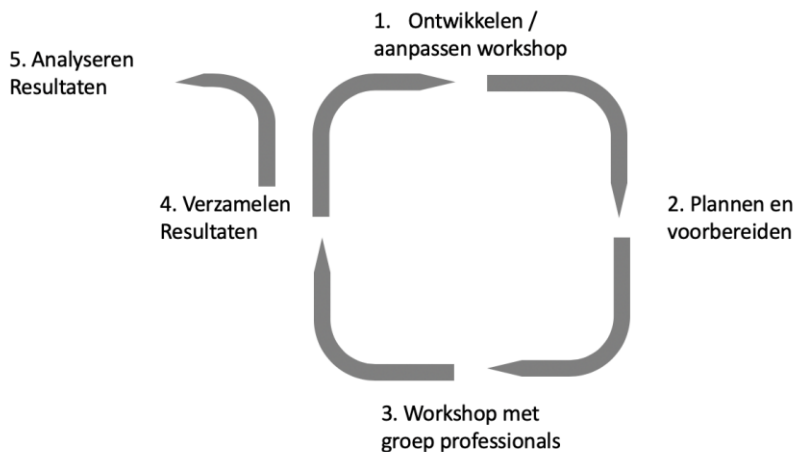 1. Ontwikkelen /
aanpassen workshop
2. Plannen en
voorbereiden
3. Workshop met
groep professionals
4. Verzamelen
Resultaten
5. Analyseren
Resultaten